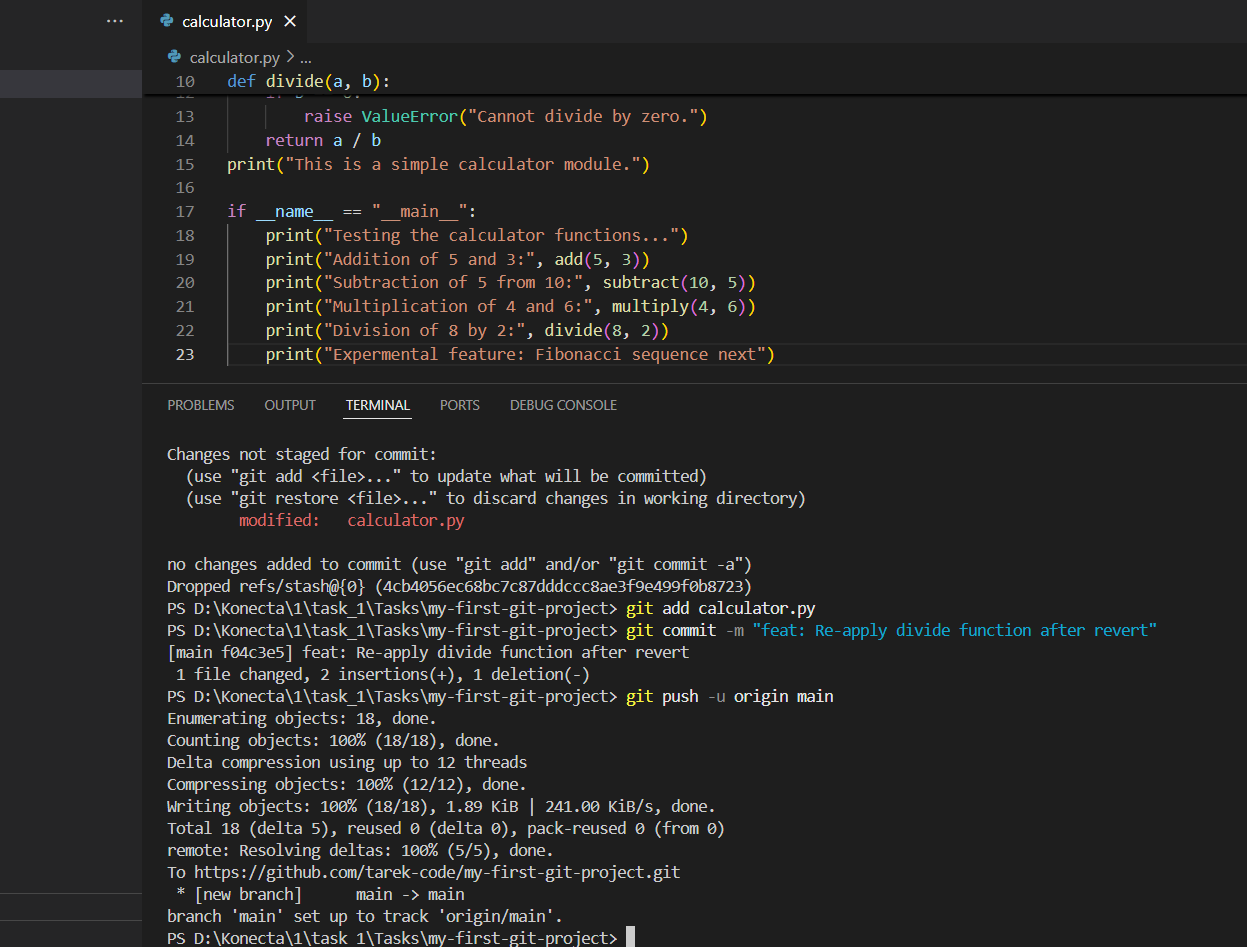 ... calculator.py ×
calculator.py > ...
10 def divide(a, b):
13 raise ValueError("Cannot divide by zero.")
14 return a / b
15 print("This is a simple calculator module.")
16
17 if __name__ == "__main__":
18 print("Testing the calculator functions...")
19 print("Addition of 5 and 3:", add(5, 3))
20 print("Subtraction of 5 from 10:", subtract(10, 5))
21 print("Multiplication of 4 and 6:", multiply(4, 6))
22 print("Division of 8 by 2:", divide(8, 2))
23 print("Expermental feature: Fibonacci sequence next")
PROBLEMS OUTPUT TERMINAL PORTS DEBUG CONSOLE
Changes not staged for commit:
(use "git add <file>..." to update what will be committed)
(use "git restore <file>..." to discard changes in working directory)
modified: calculator.py
no changes added to commit (use "git add" and/or "git commit -a")
Dropped refs/stash@{0} (4cb4056ec68bc7c87dddccc8ae3f9e499f0b8723)
PS D:\Konecta\1\task_1\Tasks\my-first-git-project> git add calculator.py
PS D:\Konecta\1\task_1\Tasks\my-first-git-project> git commit -m "feat: Re-apply divide function after revert"
[main f04c3e5] feat: Re-apply divide function after revert
1 file changed, 2 insertions(+), 1 deletion(-)
PS D:\Konecta\1\task_1\Tasks\my-first-git-project> git push -u origin main
Enumerating objects: 18, done.
Counting objects: 100% (18/18), done.
Delta compression using up to 12 threads
Compressing objects: 100% (12/12), done.
Writing objects: 100% (18/18), 1.89 KiB | 241.00 KiB/s, done.
Total 18 (delta 5), reused 0 (delta 0), pack-reused 0 (from 0)
remote: Resolving deltas: 100% (5/5), done.
To https://github.com/tarek-code/my-first-git-project.git
* [new branch] main -> main
branch 'main' set up to track 'origin/main'.
PS D:\Konecta\1\task_1\Tasks\my-first-git-project>